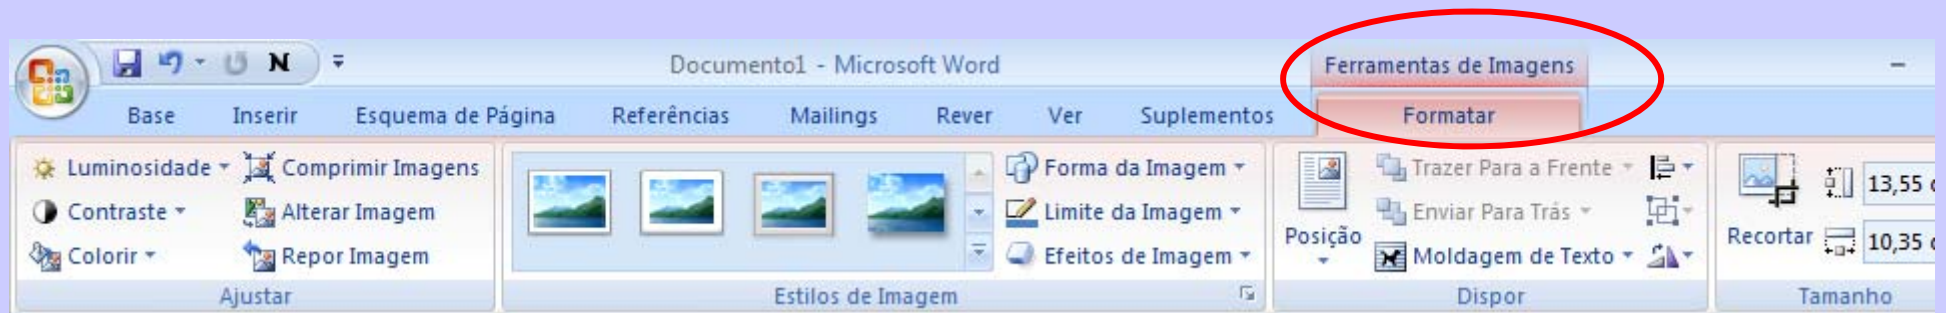 N
Documento1 - Microsoft Word
Ferramentas de Imagens
Base Inserir Esquema de Página Referências Mailings Rever Ver Suplementos Formatar
Luminosidade Comprimir Imagens Forma da Imagem Trazer Para a Frente
Contraste Alterar Imagem Limite da Imagem Enviar Para Trás 13,55
Colorir Repor Imagem Efeitos de Imagem Posição Moldagem de Texto Recortar 10,35
Ajustar Estilos de Imagem Dispor Tamanho